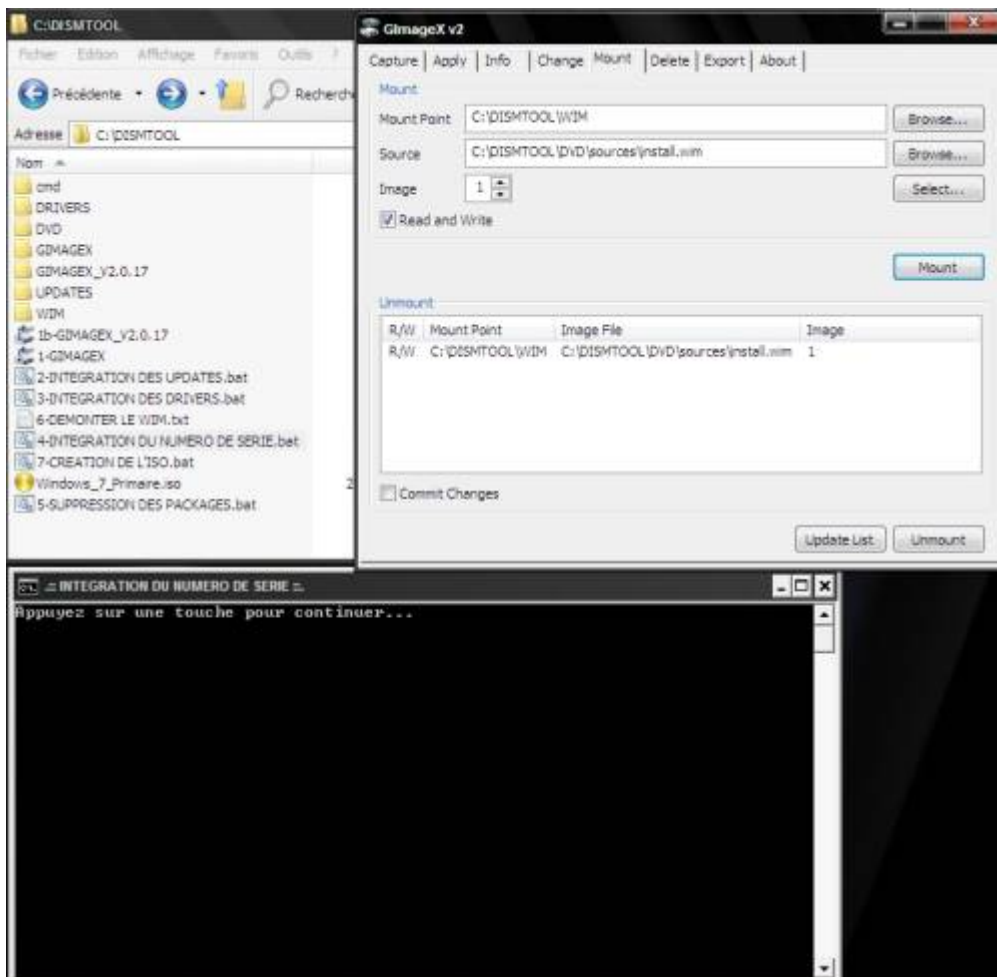 C:\DISMTOOL
Fichier Edition Affichage Favoris Outils ?
Précédente
Adresse C:\DISMTOOL
Nom
cmd
DRIVERS
DVD
GIMAGEX
GIMAGEX_V2.0.17
UPDATES
WIM
1b-GIMAGEX_V2.0.17
1-GIMAGEX
2-INTEGRATION DES UPDATES.bat
3-INTEGRATION DES DRIVERS.bat
6-DEMONTER LE WIM.txt
4-INTEGRATION DU NUMERO DE SERIE.bat
7-CREATION DE L'ISO.bat
Windows_7_Primaire.iso 2
5-SUPPRESSION DES PACKAGES.bat
GImageX v2
Capture Apply Info Change Mount Delete Export About
Mount
Mount Point C:\DISMTOOL\WIM Browse...
Source C:\DISMTOOL\DVD\sources\install.wim Browse...
Image 1 Select...
Read and Write
Mount
Unmount
R/W Mount Point Image File Image
R/W C:\DISMTOOL\WIM C:\DISMTOOL\DVD\sources\install.wim 1
Commit Changes
Update List Unmount
.:: INTEGRATION DU NUMERO DE SERIE ::.
Appuyez sur une touche pour continuer...